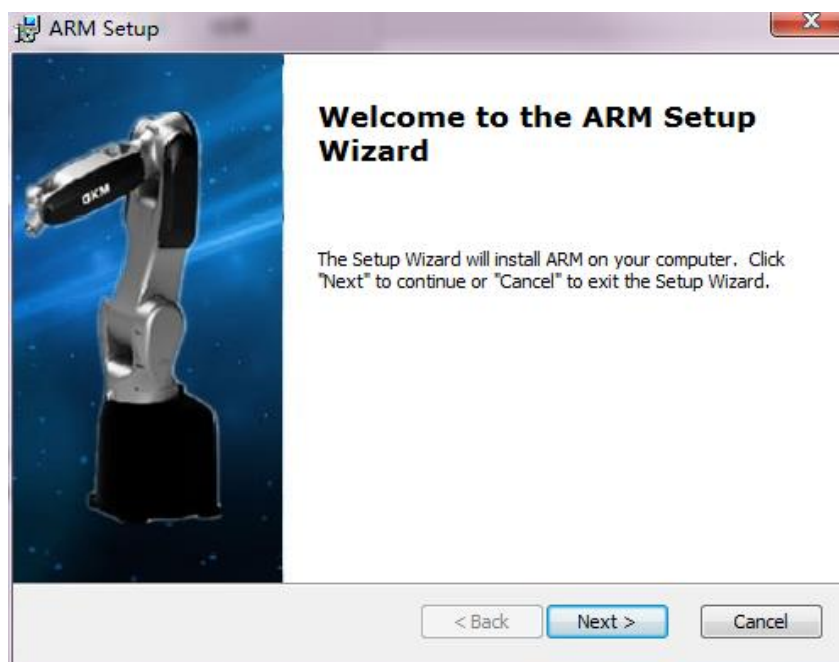 ARM Setup
Welcome to the ARM Setup
Wizard
GKM
The Setup Wizard will install ARM on your computer. Click
"Next" to continue or "Cancel" to exit the Setup Wizard.
< Back
Next >
Cancel